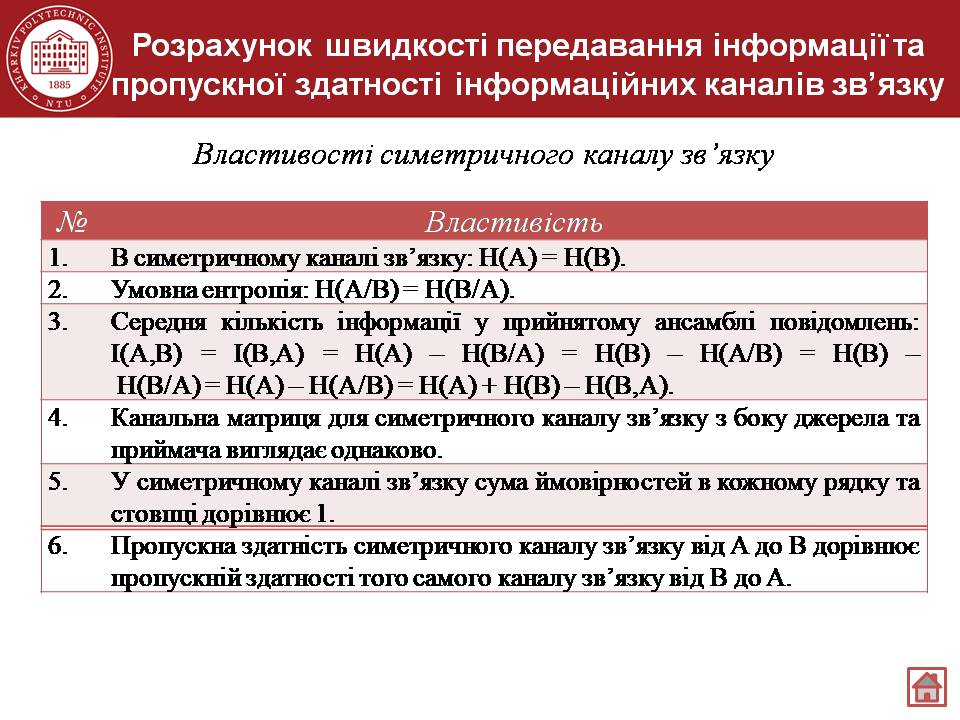 KHARKIV POLYTECHNIC INSTITUTE
1885
NTU
Розрахунок швидкості передавання інформації та
пропускної здатності інформаційних каналів зв’язку
Властивості симетричного каналу зв’язку
№ Властивість
1. В симетричному каналі зв’язку: H(A) = H(B).
2. Умовна ентропія: H(A/B) = H(B/A).
3. Середня кількість інформації у прийнятому ансамблі повідомлень:
I(A,B) = I(B,A) = H(A) – H(B/A) = H(B) – H(A/B) = H(B) –
H(B/A) = H(A) – H(A/B) = H(A) + H(B) – H(B,A).
4. Канальна матриця для симетричного каналу зв’язку з боку джерела та
приймача виглядає однаково.
5. У симетричному каналі зв’язку сума ймовірностей в кожному рядку та
стовпці дорівнює 1.
6. Пропускна здатність симетричного каналу зв’язку від A до B дорівнює
пропускній здатності того самого каналу зв’язку від B до A.